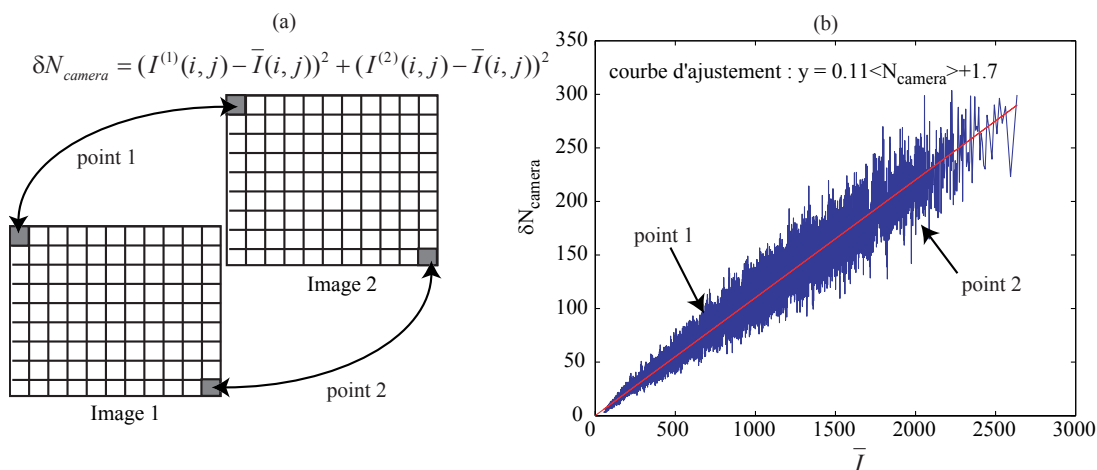 (a)
δN_camera = (I^(1)(i, j) − I̅(i, j))² + (I^(2)(i, j) − I̅(i, j))²
point 1
Image 2
point 2
Image 1
(b)
courbe d'ajustement : y = 0.11<N_camera>+1.7
δN_camera
350
300
250
200
150
100
50
0
point 1
point 2
0 500 1000 1500 2000 2500 3000
I̅